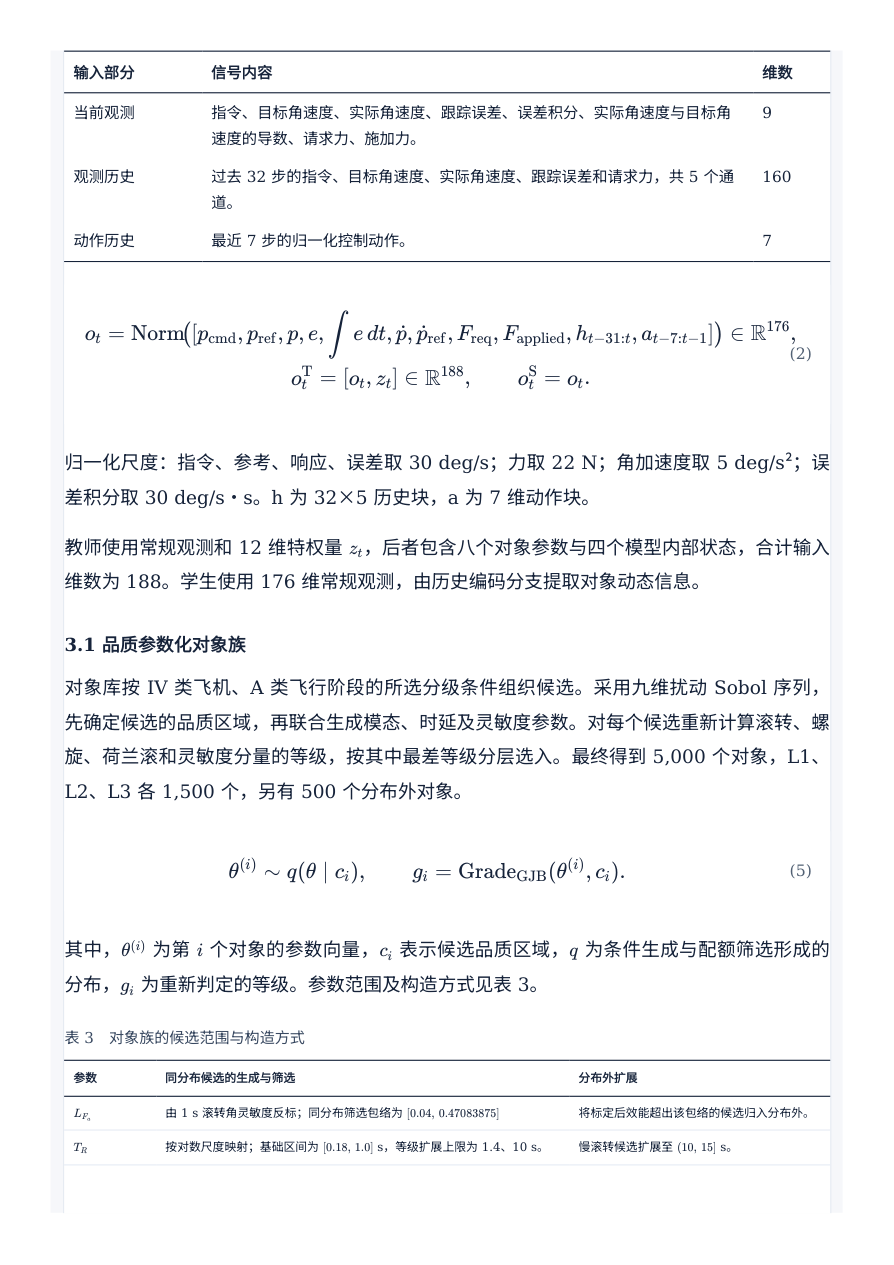 输入部分 信号内容 维数
当前观测 指令、目标角速度、实际角速度、跟踪误差、误差积分、实际角速度与目标角 9
速度的导数、请求力、施加力。
观测历史 过去 32 步的指令、目标角速度、实际角速度、跟踪误差和请求力，共 5 个通 160
道。
动作历史 最近 7 步的归一化控制动作。 7
o_t = Norm([p_cmd, p_ref, p, e, ∫ e dt, ṗ, ṗ_ref, F_req, F_applied, h_{t−31:t}, a_{t−7:t−1}]) ∈ ℝ^176,
(2)
o_t^T = [o_t, z_t] ∈ ℝ^188, o_t^S = o_t.
归一化尺度：指令、参考、响应、误差取 30 deg/s；力取 22 N；角加速度取 5 deg/s²；误
差积分取 30 deg/s・s。h 为 32×5 历史块，a 为 7 维动作块。
教师使用常规观测和 12 维特权量 z_t，后者包含八个对象参数与四个模型内部状态，合计输入
维数为 188。学生使用 176 维常规观测，由历史编码分支提取对象动态信息。
3.1 品质参数化对象族
对象库按 IV 类飞机、A 类飞行阶段的所选分级条件组织候选。采用九维扰动 Sobol 序列，
先确定候选的品质区域，再联合生成模态、时延及灵敏度参数。对每个候选重新计算滚转、螺
旋、荷兰滚和灵敏度分量的等级，按其中最差等级分层选入。最终得到 5,000 个对象，L1、
L2、L3 各 1,500 个，另有 500 个分布外对象。
θ^(i) ∼ q(θ | c_i), g_i = Grade_GJB(θ^(i), c_i). (5)
其中，θ^(i) 为第 i 个对象的参数向量，c_i 表示候选品质区域，q 为条件生成与配额筛选形成的
分布，g_i 为重新判定的等级。参数范围及构造方式见表 3。
表 3 对象族的候选范围与构造方式
参数 同分布候选的生成与筛选 分布外扩展
L_{F_a} 由 1 s 滚转角灵敏度反标；同分布筛选包络为 [0.04, 0.47083875] 将标定后效能超出该包络的候选归入分布外。
T_R 按对数尺度映射；基础区间为 [0.18, 1.0] s，等级扩展上限为 1.4、10 s。 慢滚转候选扩展至 (10, 15] s。